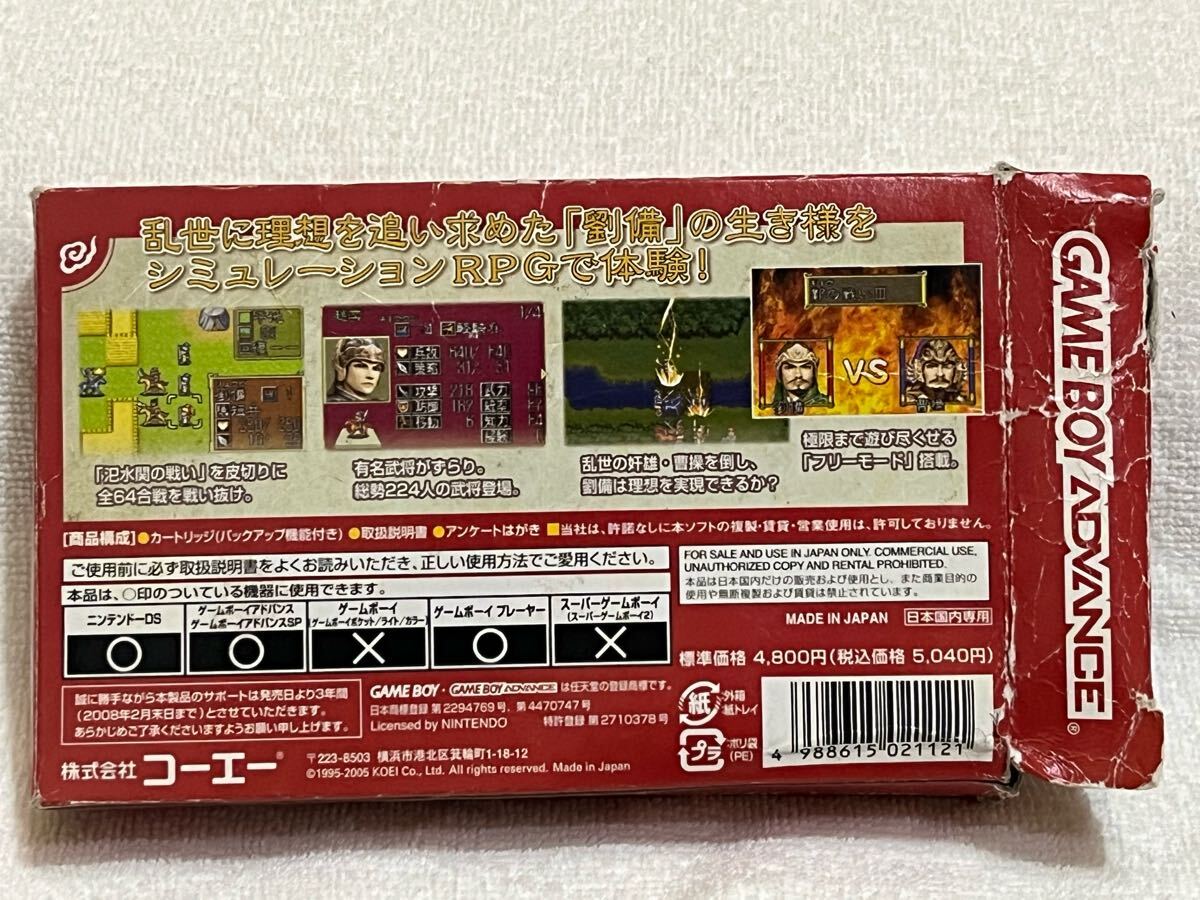 乱世に理想を追い求めた「劉備」の生き様を
シミュレーションRPGで体験!
1/4
VS
「汜水関の戦い」を皮切りに
全64合戦を戦い抜け。
有名武将がずらり。
総勢224人の武将登場。
乱世の奸雄・曹操を倒し、
劉備は理想を実現できるか?
極限まで遊び尽くせる
「フリーモード」搭載。
[商品構成]●カートリッジ(バックアップ機能付き)●取扱説明書●アンケートはがき■当社は、許諾なしに本ソフトの複製・賃貸・営業使用は、許可しておりません。
ご使用前に必ず取扱説明書をよくお読みいただき、正しい使用方法でご愛用ください。
本品は、○印のついている機器に使用できます。
ニンテンドーDS
ゲームボーイアドバンス
ゲームボーイアドバンスSP
ゲームボーイ
(ゲームボーイポケット/ライト/カラー)
ゲームボーイ プレーヤー
スーパーゲームボーイ
(スーパーゲームボーイ2)
○ ○ × ○ ×
FOR SALE AND USE IN JAPAN ONLY. COMMERCIAL USE,
UNAUTHORIZED COPY AND RENTAL PROHIBITED.
本品は日本国内だけの販売および使用とし、また商業目的の
使用や無断複製および賃貸は禁止されています。
MADE IN JAPAN 日本国内専用
標準価格 4,800円(税込価格 5,040円)
誠に勝手ながら本製品のサポートは発売日より3年間
(2008年2月末日まで)とさせていただきます。
あらかじめご了承くださいますようお願い申し上げます。
GAME BOY・GAME BOY ADVANCE は任天堂の登録商標です。
日本商標登録 第2294769号、第4470747号
Licensed by NINTENDO 特許登録 第2710378号
紙 外箱
紙トレイ
プラ ポリ袋
(PE)
4 988615 021121
株式会社コーエー®
〒223-8503 横浜市港北区箕輪町1-18-12
©1995-2005 KOEI Co., Ltd. All rights reserved. Made in Japan
GAME BOY ADVANCE®